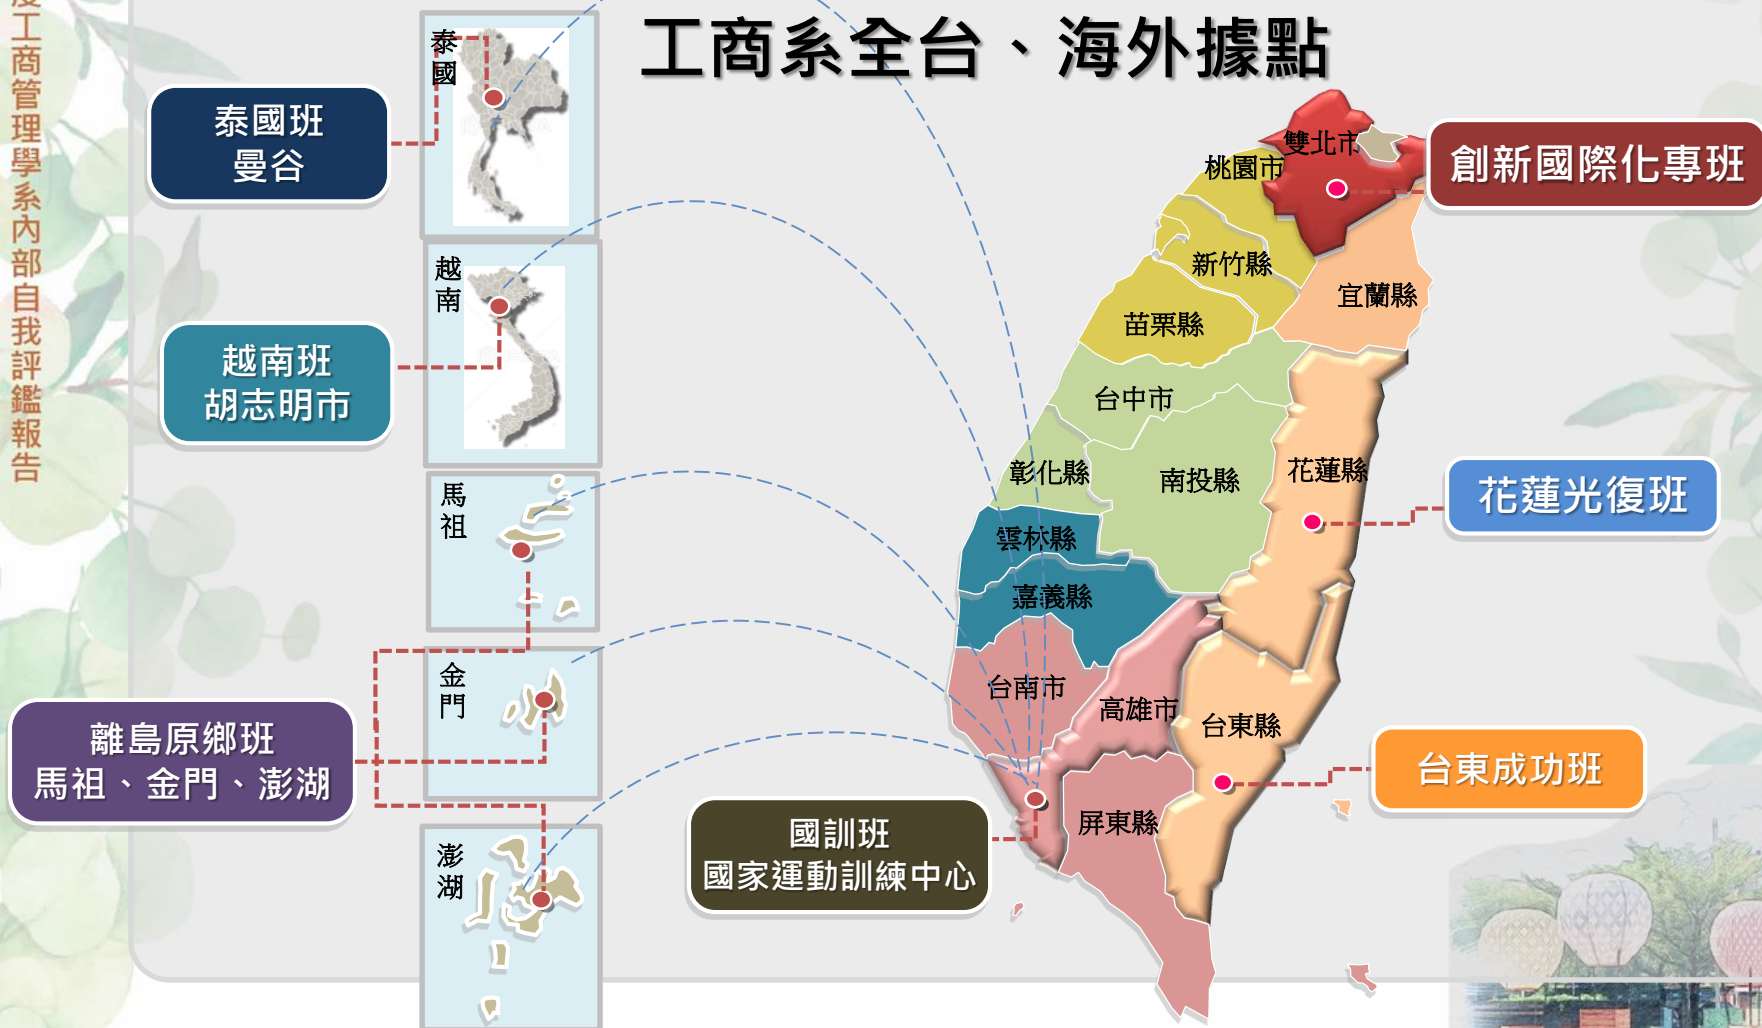 工商系全台、海外據點
度工商管理學系內部自我評鑑報告
泰國
泰國班
曼谷
越南
越南班
胡志明市
馬祖
金門
離島原鄉班
馬祖、金門、澎湖
澎湖
國訓班
國家運動訓練中心
雙北市
創新國際化專班
桃園市
新竹縣
宜蘭縣
苗栗縣
台中市
彰化縣
南投縣
花蓮縣
花蓮光復班
雲林縣
嘉義縣
台南市
高雄市
台東縣
台東成功班
屏東縣